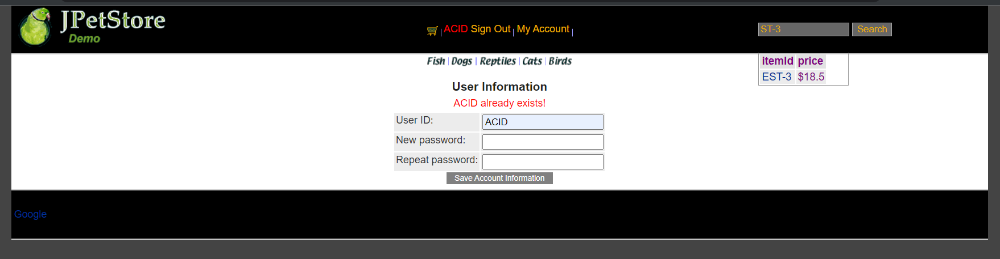 JPetStore
Demo
ACID Sign Out | My Account |
ST-3
Search
Fish | Dogs | Reptiles | Cats | Birds
itemId price
EST-3 $18.5
User Information
ACID already exists!
User ID: ACID
New password:
Repeat password:
Save Account Information
Google